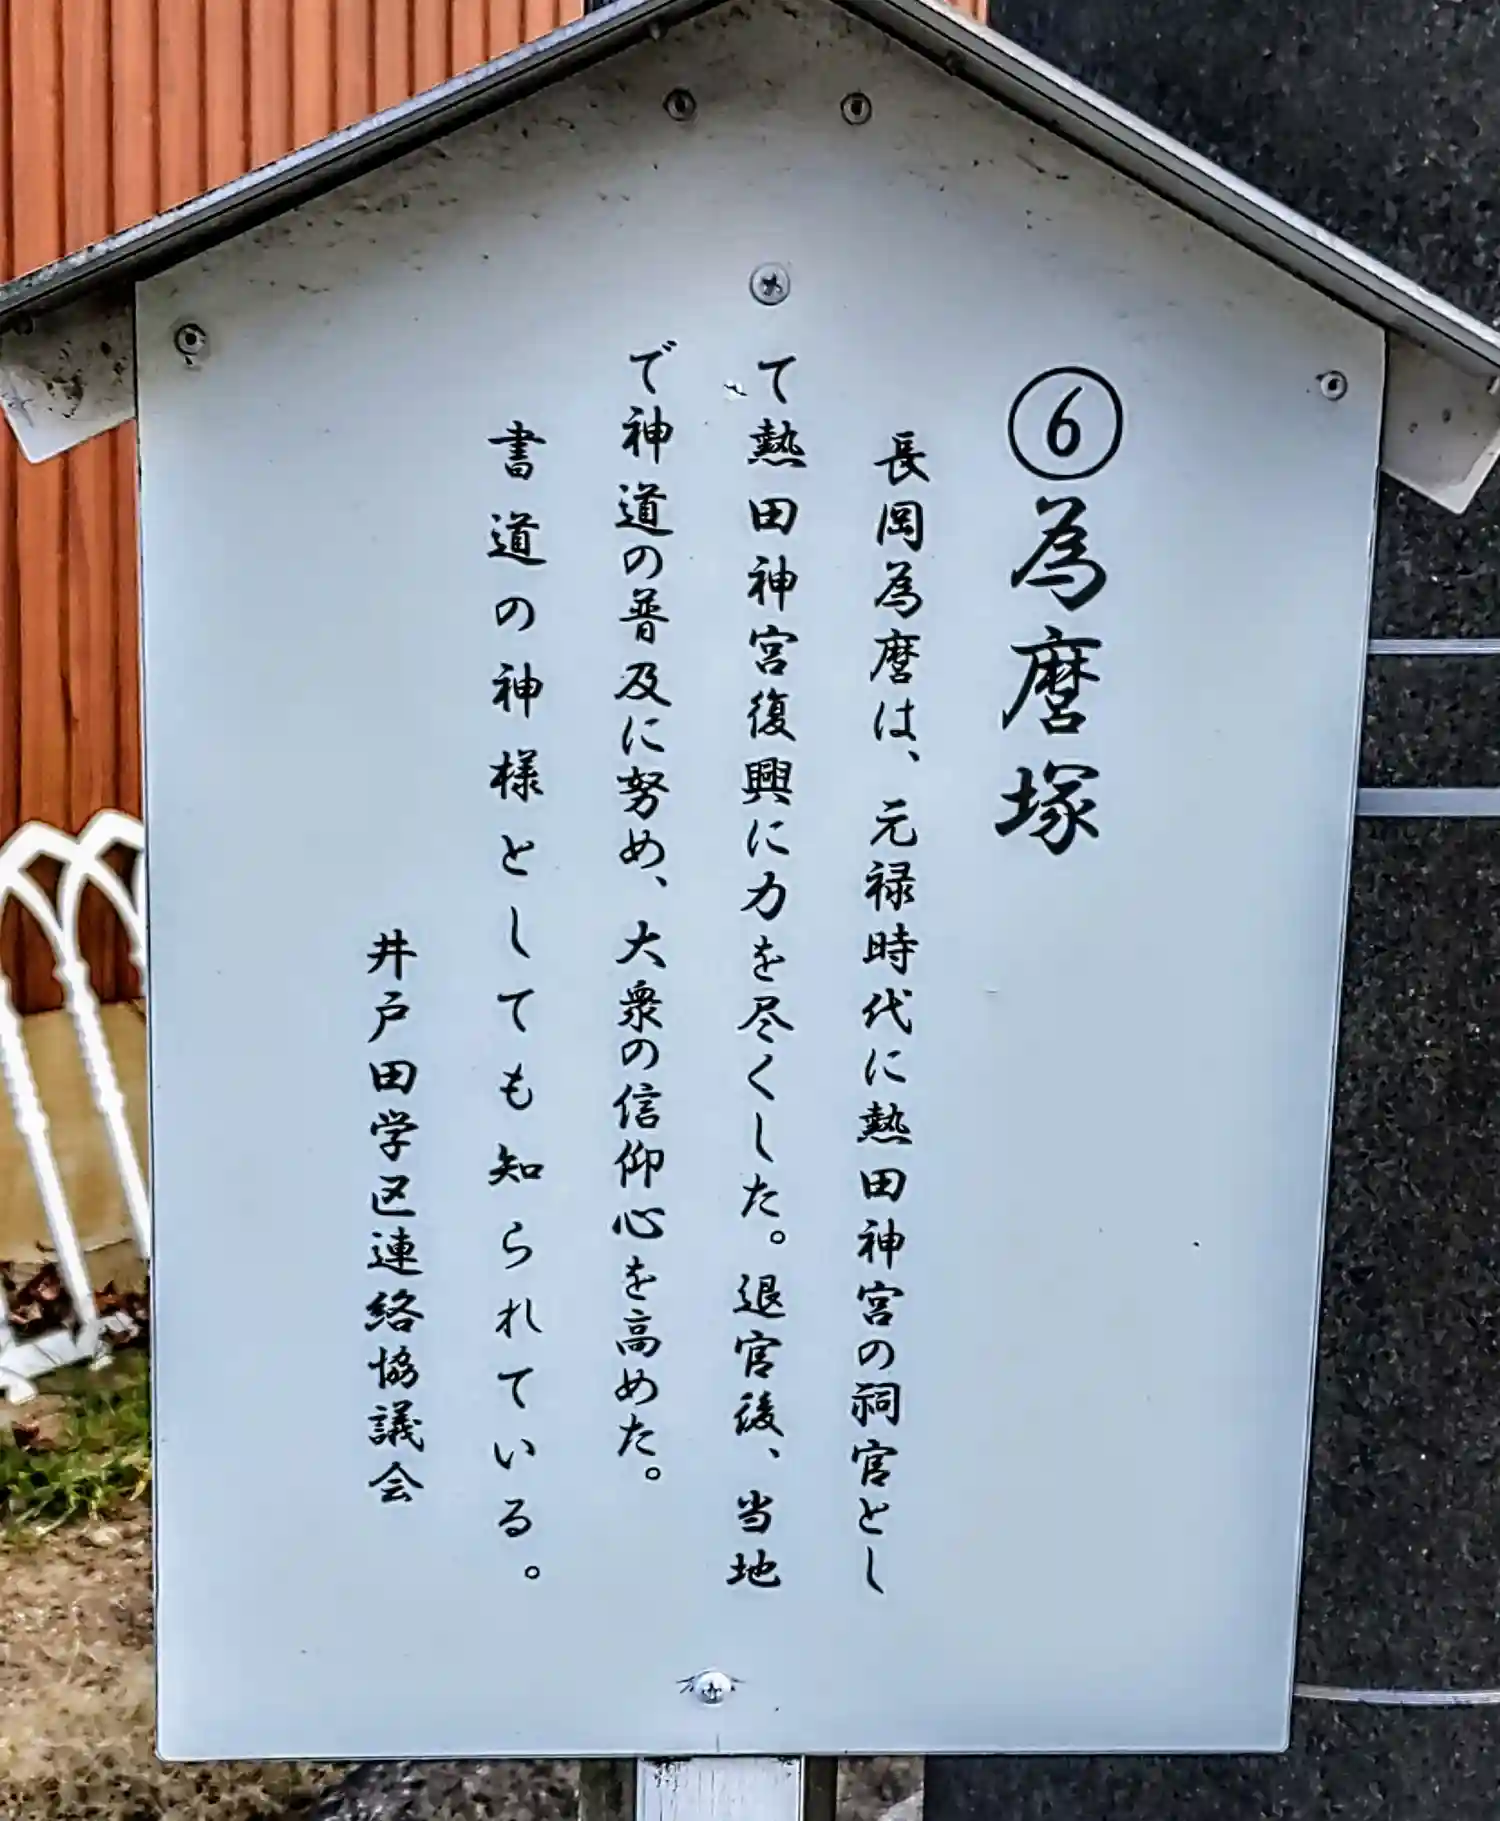 ⑥為麿塚
長岡為麿は、元禄時代に熱田神宮の祠官とし
て熱田神宮復興に力を尽くした。退官後、当地
で神道の普及に努め、大衆の信仰心を高めた。
書道の神様としても知られている。
井戸田学区連絡協議会